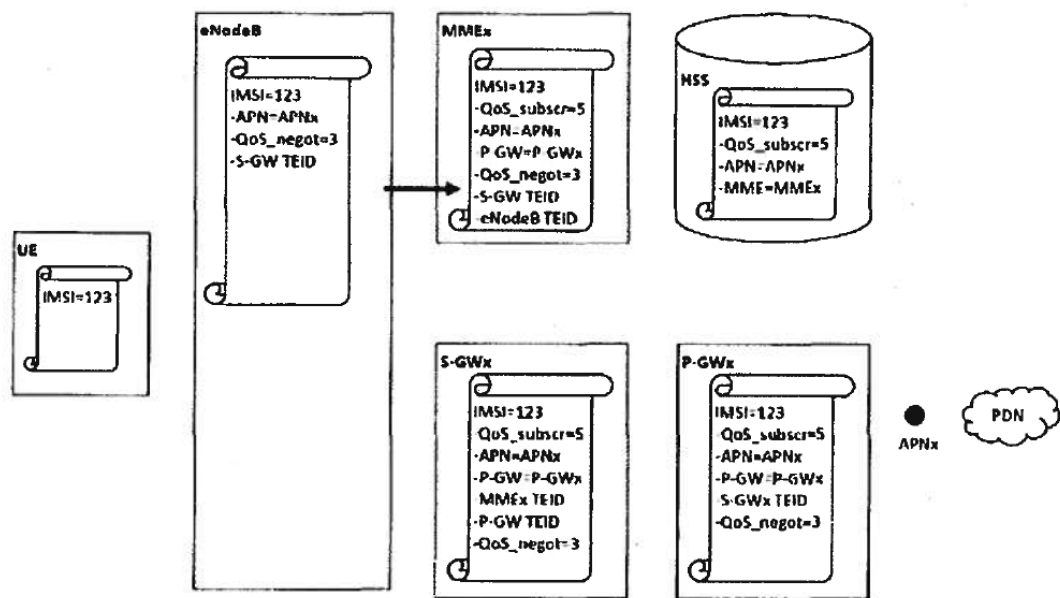 eNodeB
IMSI=123
-APN=APNx
-QoS_negot=3
-S-GW TEID
MMEx
IMSI=123
-QoS_subscr=5
-APN=APNx
-P-GW=P-GWx
-QoS_negot=3
-S-GW TEID
-eNodeB TEID
HSS
IMSI=123
-QoS_subscr=5
-APN=APNx
-MME=MMEx
UE
IMSI=123
S-GWx
IMSI=123
-QoS_subscr=5
-APN=APNx
-P-GW=P-GWx
-MMEx TEID
-P-GW TEID
-QoS_negot=3
P-GWx
IMSI=123
-QoS_subscr=5
-APN=APNx
-P-GW=P-GWx
-S-GWx TEID
-QoS_negot=3
APNx
PDN